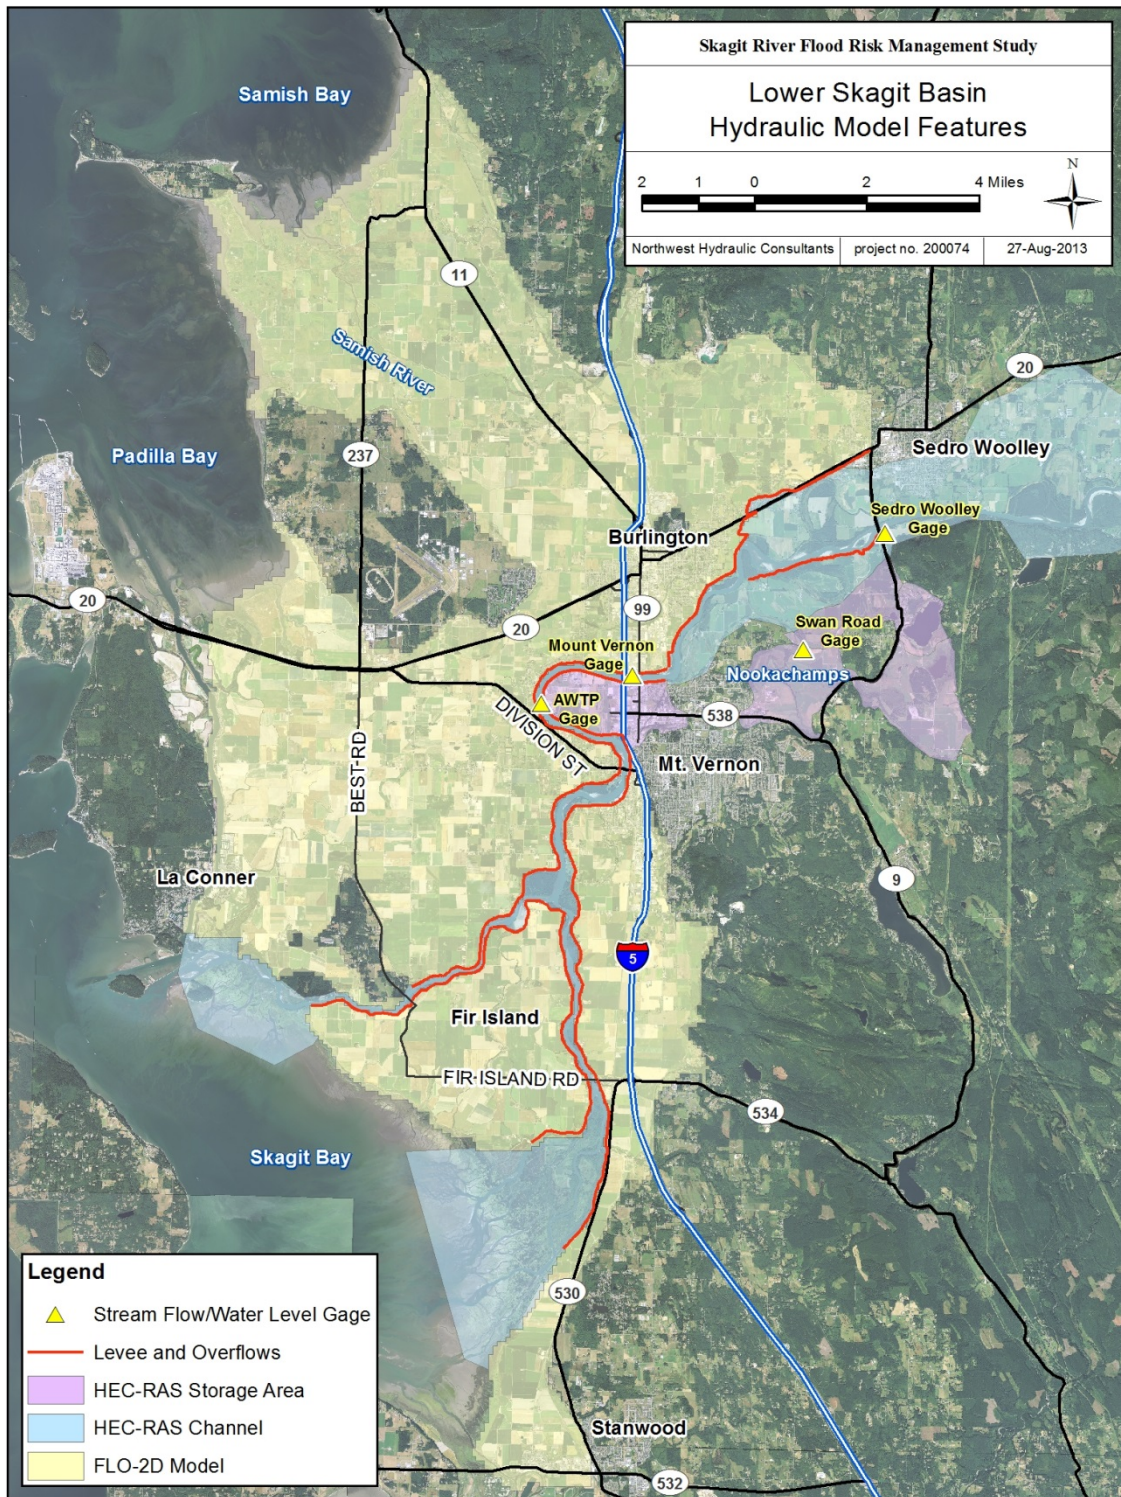 Skagit River Flood Risk Management Study
Lower Skagit Basin
Hydraulic Model Features
2 1 0 2 4 Miles
N
Northwest Hydraulic Consultants project no. 200074 27-Aug-2013
Samish Bay
11
Samish River
20
237
Padilla Bay
Sedro Woolley
Sedro Woolley
Gage
Burlington
20
99
20
Swan Road
Gage
Mount Vernon
Gage
Nookachamps
AWTP
Gage
538
DIVISION ST
BEST RD
Mt. Vernon
La Conner
9
5
Fir Island
FIR ISLAND RD
534
Skagit Bay
530
Stanwood
532
Legend
Stream Flow/Water Level Gage
Levee and Overflows
HEC-RAS Storage Area
HEC-RAS Channel
FLO-2D Model